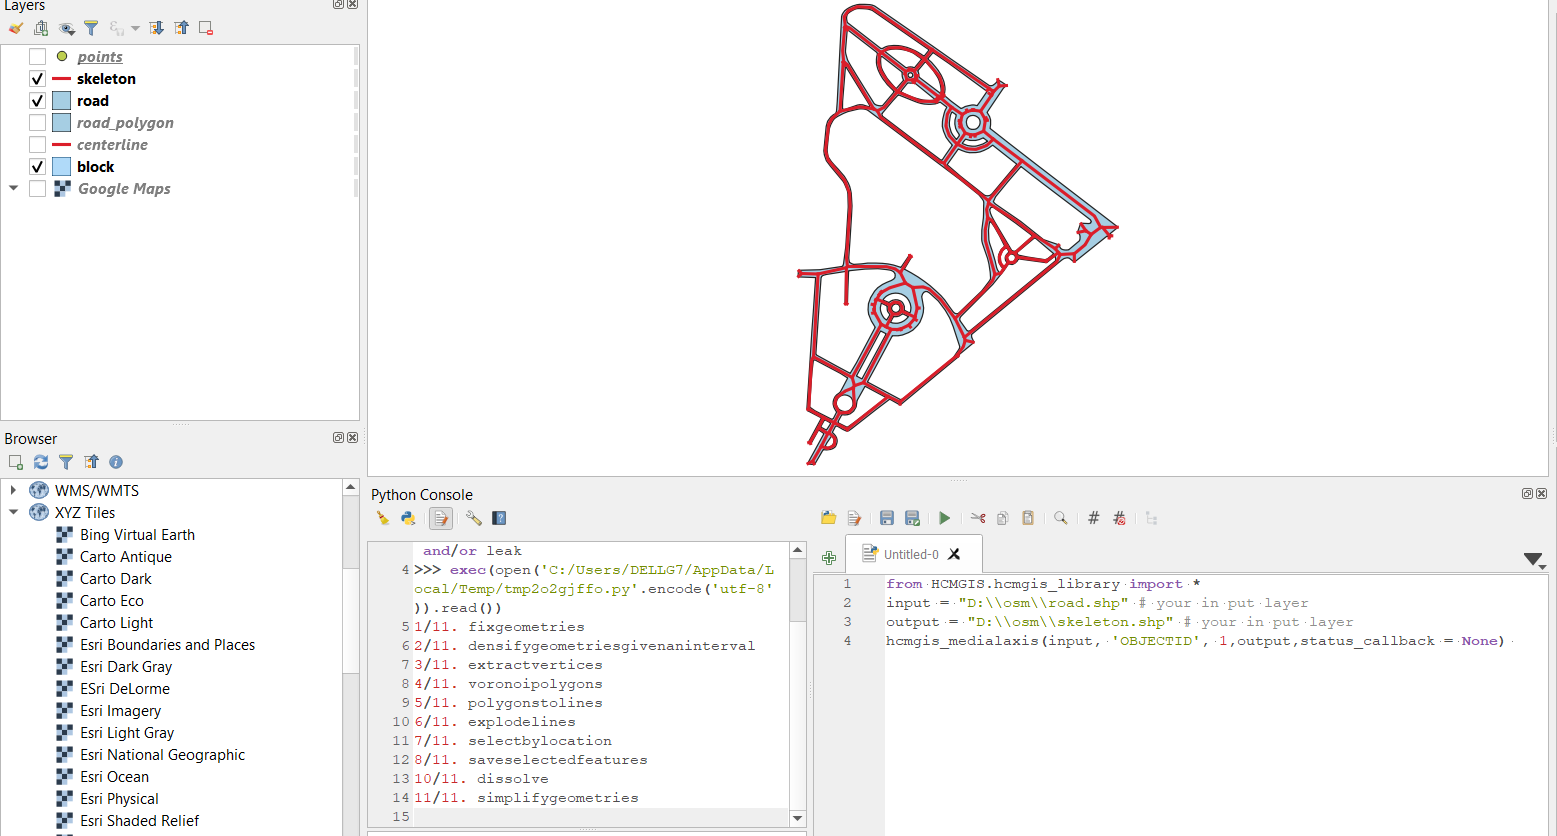 Layers
points
skeleton
road
road_polygon
centerline
block
Google Maps
Browser
WMS/WMTS
XYZ Tiles
Bing Virtual Earth
Carto Antique
Carto Dark
Carto Eco
Carto Light
Esri Boundaries and Places
Esri Dark Gray
ESri DeLorme
Esri Imagery
Esri Light Gray
Esri National Geographic
Esri Ocean
Esri Physical
Esri Shaded Relief
Python Console
and/or leak
4 >>> exec(open('C:/Users/DELLG7/AppData/L
ocal/Temp/tmp2o2gjffo.py'.encode('utf-8'
)).read())
5 1/11. fixgeometries
6 2/11. densifygeometriesgivenaninterval
7 3/11. extractvertices
8 4/11. voronoipolygons
9 5/11. polygonstolines
10 6/11. explodelines
11 7/11. selectbylocation
12 8/11. saveselectedfeatures
13 10/11. dissolve
14 11/11. simplifygeometries
15
Untitled-0
1 from HCMGIS.hcmgis_library import *
2 input = "D:\\osm\\road.shp" # your in put layer
3 output = "D:\\osm\\skeleton.shp" # your in put layer
4 hcmgis_medialaxis(input, 'OBJECTID', 1,output,status_callback = None)